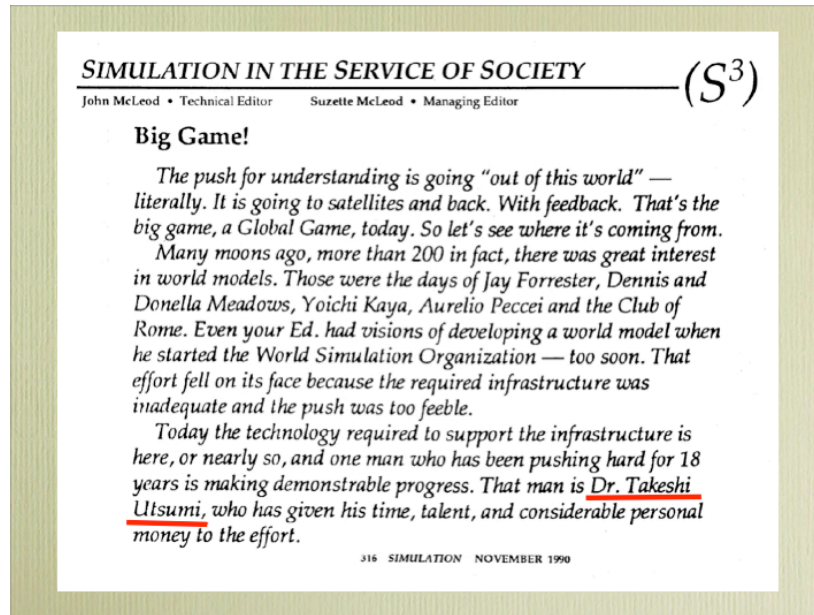 SIMULATION IN THE SERVICE OF SOCIETY
(S³)
John McLeod • Technical Editor Suzette McLeod • Managing Editor
Big Game!
The push for understanding is going "out of this world" —
literally. It is going to satellites and back. With feedback. That's the
big game, a Global Game, today. So let's see where it's coming from.
Many moons ago, more than 200 in fact, there was great interest
in world models. Those were the days of Jay Forrester, Dennis and
Donella Meadows, Yoichi Kaya, Aurelio Peccei and the Club of
Rome. Even your Ed. had visions of developing a world model when
he started the World Simulation Organization — too soon. That
effort fell on its face because the required infrastructure was
inadequate and the push was too feeble.
Today the technology required to support the infrastructure is
here, or nearly so, and one man who has been pushing hard for 18
years is making demonstrable progress. That man is Dr. Takeshi
Utsumi, who has given his time, talent, and considerable personal
money to the effort.
316 SIMULATION NOVEMBER 1990